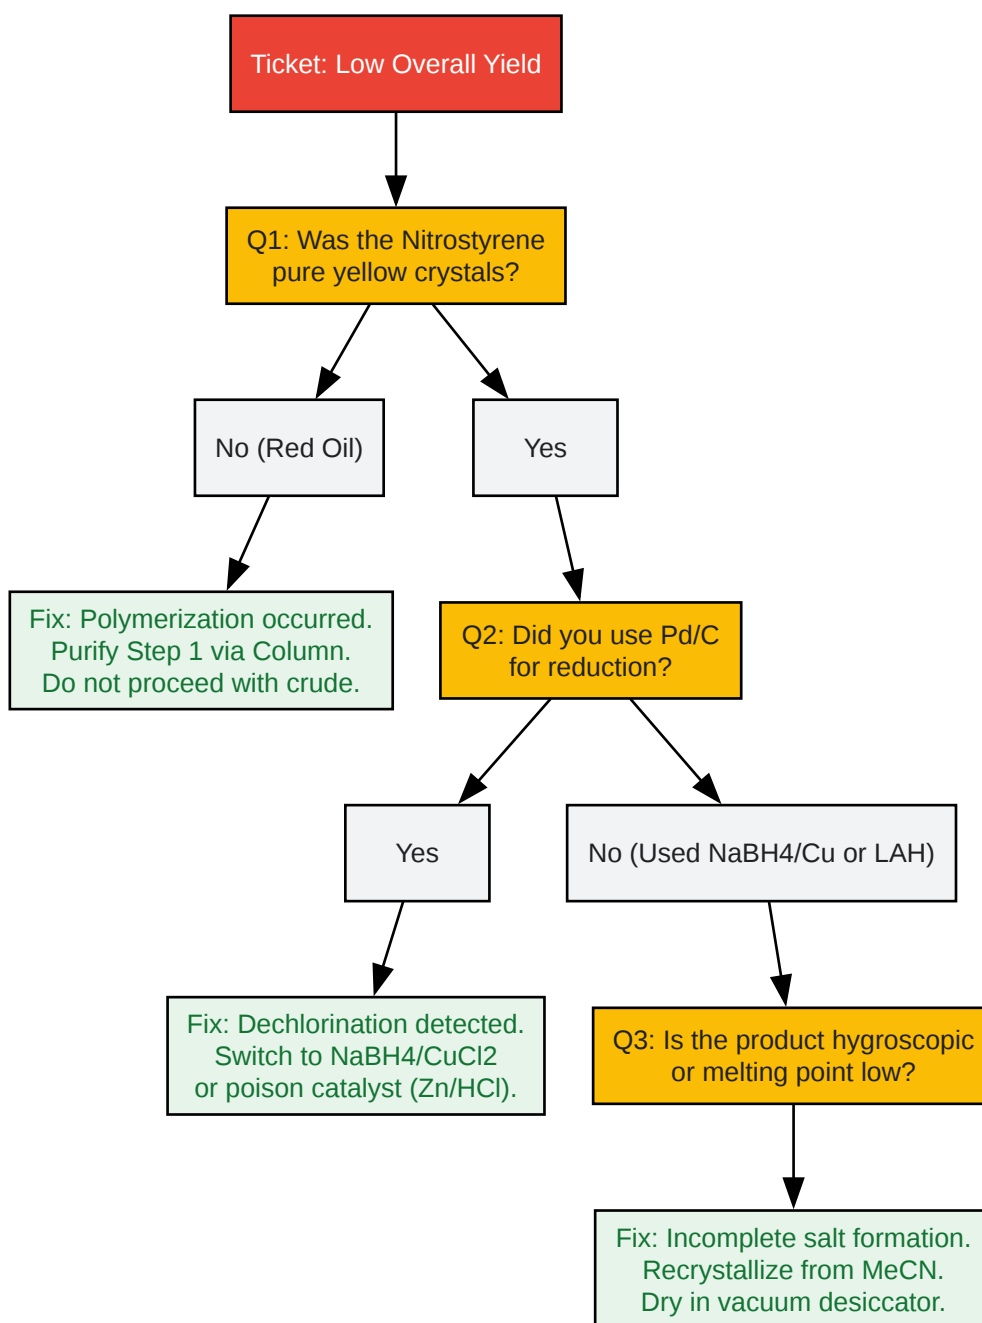 Ticket: Low Overall Yield
Q1: Was the Nitrostyrene
pure yellow crystals?
No (Red Oil)
Yes
Fix: Polymerization occurred.
Purify Step 1 via Column.
Do not proceed with crude.
Q2: Did you use Pd/C
for reduction?
Yes
No (Used NaBH4/Cu or LAH)
Fix: Dechlorination detected.
Switch to NaBH4/CuCl2
or poison catalyst (Zn/HCl).
Q3: Is the product hygroscopic
or melting point low?
Fix: Incomplete salt formation.
Recrystallize from MeCN.
Dry in vacuum desiccator.